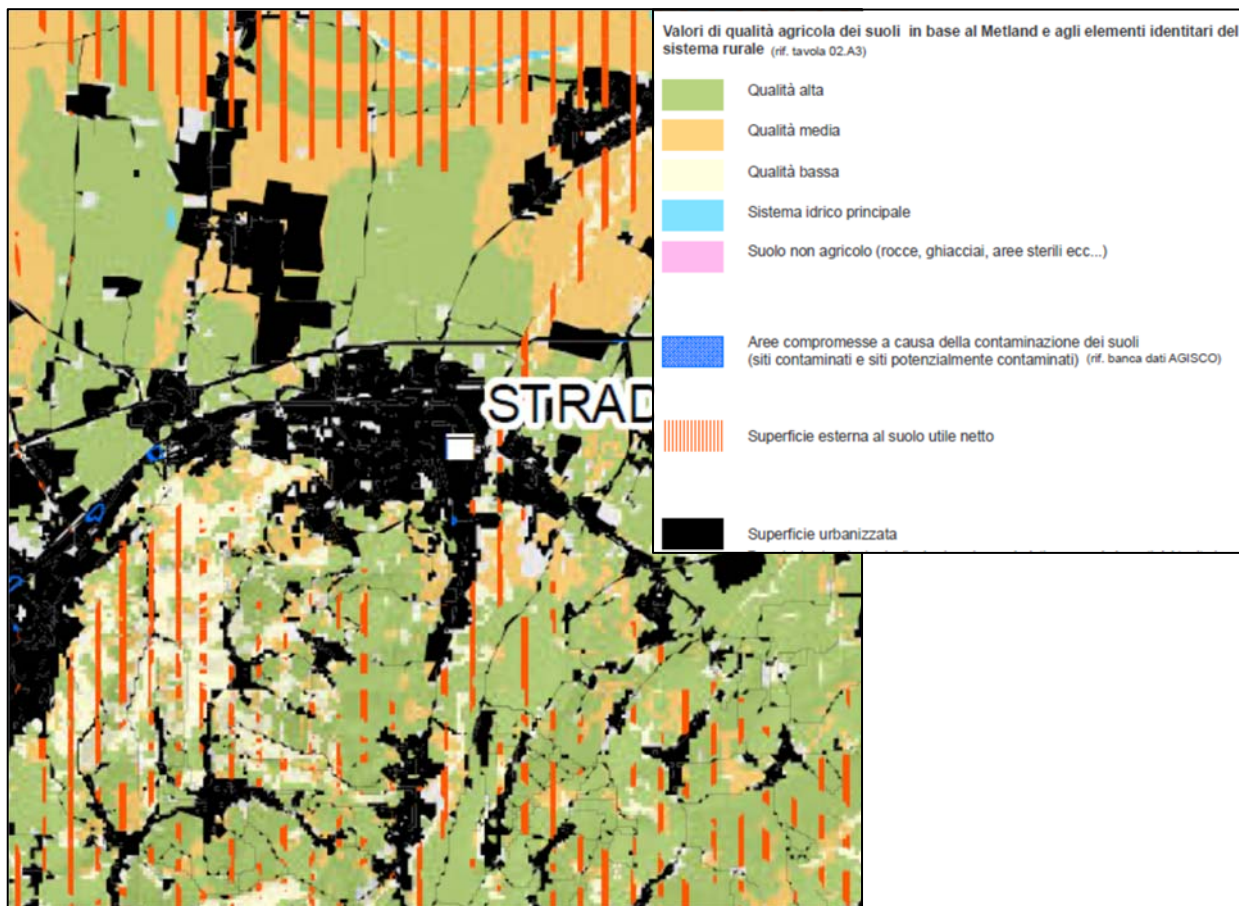 Valori di qualità agricola dei suoli in base al Metland e agli elementi identitari del
sistema rurale (rif. tavola 02.A3)
Qualità alta
Qualità media
Qualità bassa
Sistema idrico principale
Suolo non agricolo (rocce, ghiacciai, aree sterili ecc...)
Aree compromesse a causa della contaminazione dei suoli
(siti contaminati e siti potenzialmente contaminati) (rif. banca dati AGISCO)
STRAD
Superficie esterna al suolo utile netto
Superficie urbanizzata